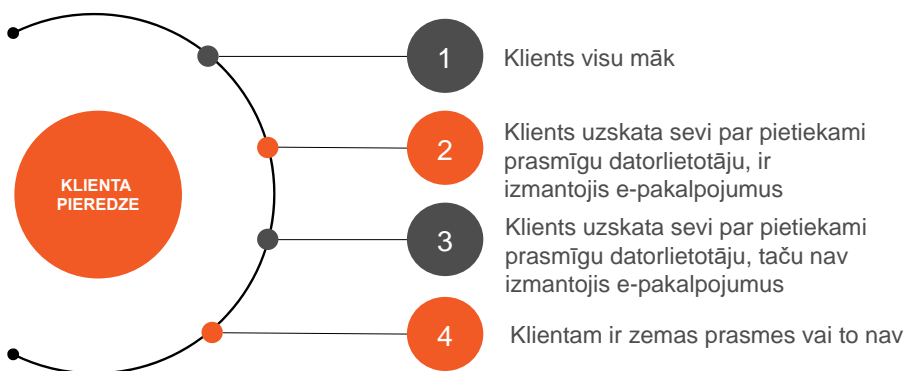 KLIENTA
PIEREDZE
1
Klients visu māk
2
Klients uzskata sevi par pietiekami
prasmīgu datorlietotāju, ir
izmantojis e-pakalpojumus
3
Klients uzskata sevi par pietiekami
prasmīgu datorlietotāju, taču nav
izmantojis e-pakalpojumus
4
Klientam ir zemas prasmes vai to nav